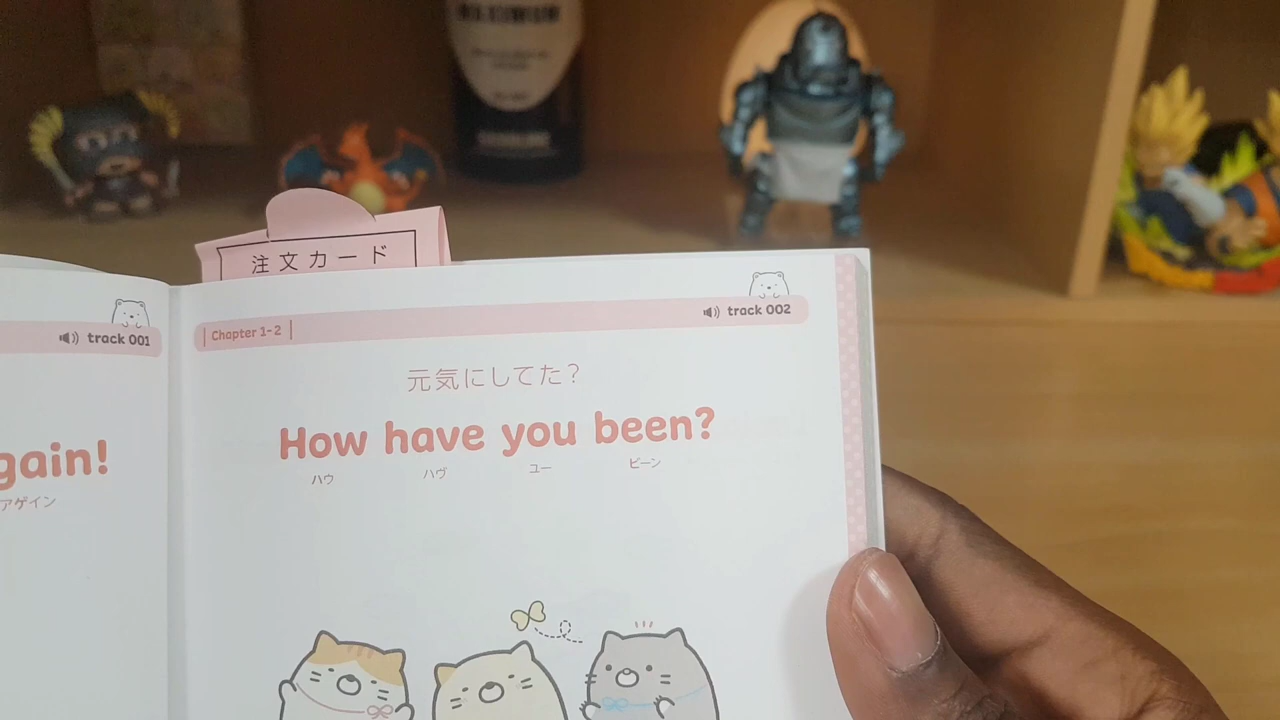 注文カード
track 001
gain!
アゲイン
Chapter 1-2
track 002
元気にしてた?
How have you been?
ハウ ハヴ ユー ビーン